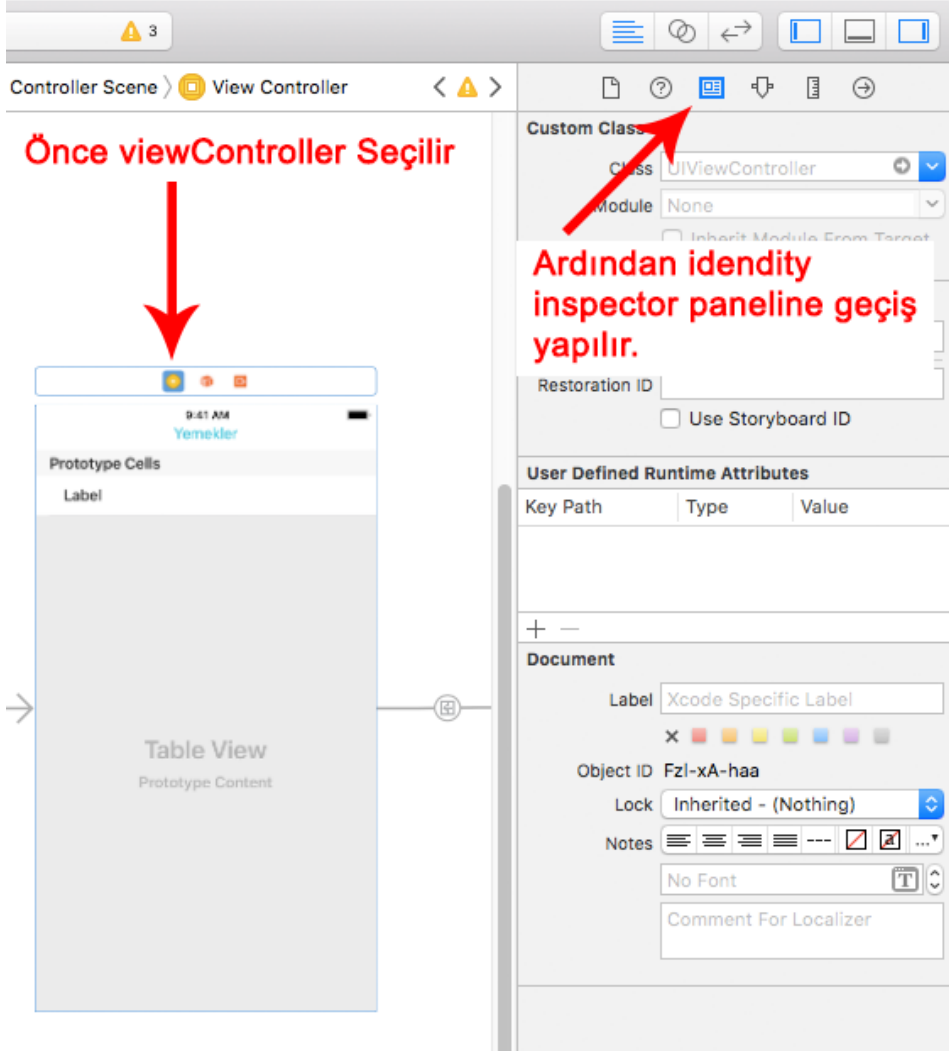 3
Controller Scene View Controller
Custom Class
Önce viewController Seçilir
Class UIViewController
Module None
Inherit Module From Target
Ardından idendity
inspector paneline geçiş
yapılır.
Restoration ID
Use Storyboard ID
9:41 AM
Yemekler
Prototype Cells
Label
User Defined Runtime Attributes
Key Path Type Value
Document
Label Xcode Specific Label
Table View
Prototype Content
Object ID Fzl-xA-haa
Lock Inherited - (Nothing)
Notes
No Font
Comment For Localizer